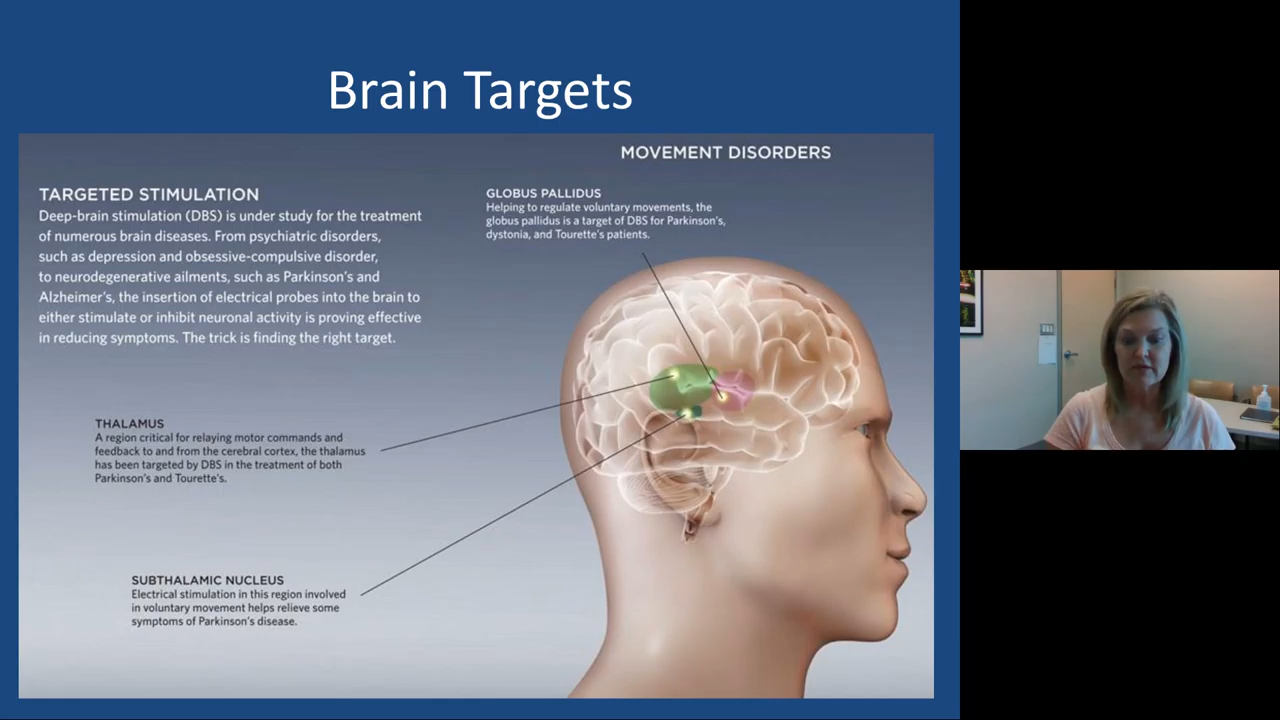 Brain Targets
MOVEMENT DISORDERS
TARGETED STIMULATION
Deep-brain stimulation (DBS) is under study for the treatment
of numerous brain diseases. From psychiatric disorders,
such as depression and obsessive-compulsive disorder,
to neurodegenerative ailments, such as Parkinson's and
Alzheimer's, the insertion of electrical probes into the brain to
either stimulate or inhibit neuronal activity is proving effective
in reducing symptoms. The trick is finding the right target.
GLOBUS PALLIDUS
Helping to regulate voluntary movements, the
globus pallidus is a target of DBS for Parkinson's,
dystonia, and Tourette's patients.
THALAMUS
A region critical for relaying motor commands and
feedback to and from the cerebral cortex, the thalamus
has been targeted by DBS in the treatment of both
Parkinson's and Tourette's.
SUBTHALAMIC NUCLEUS
Electrical stimulation in this region involved
in voluntary movement helps relieve some
symptoms of Parkinson's disease.